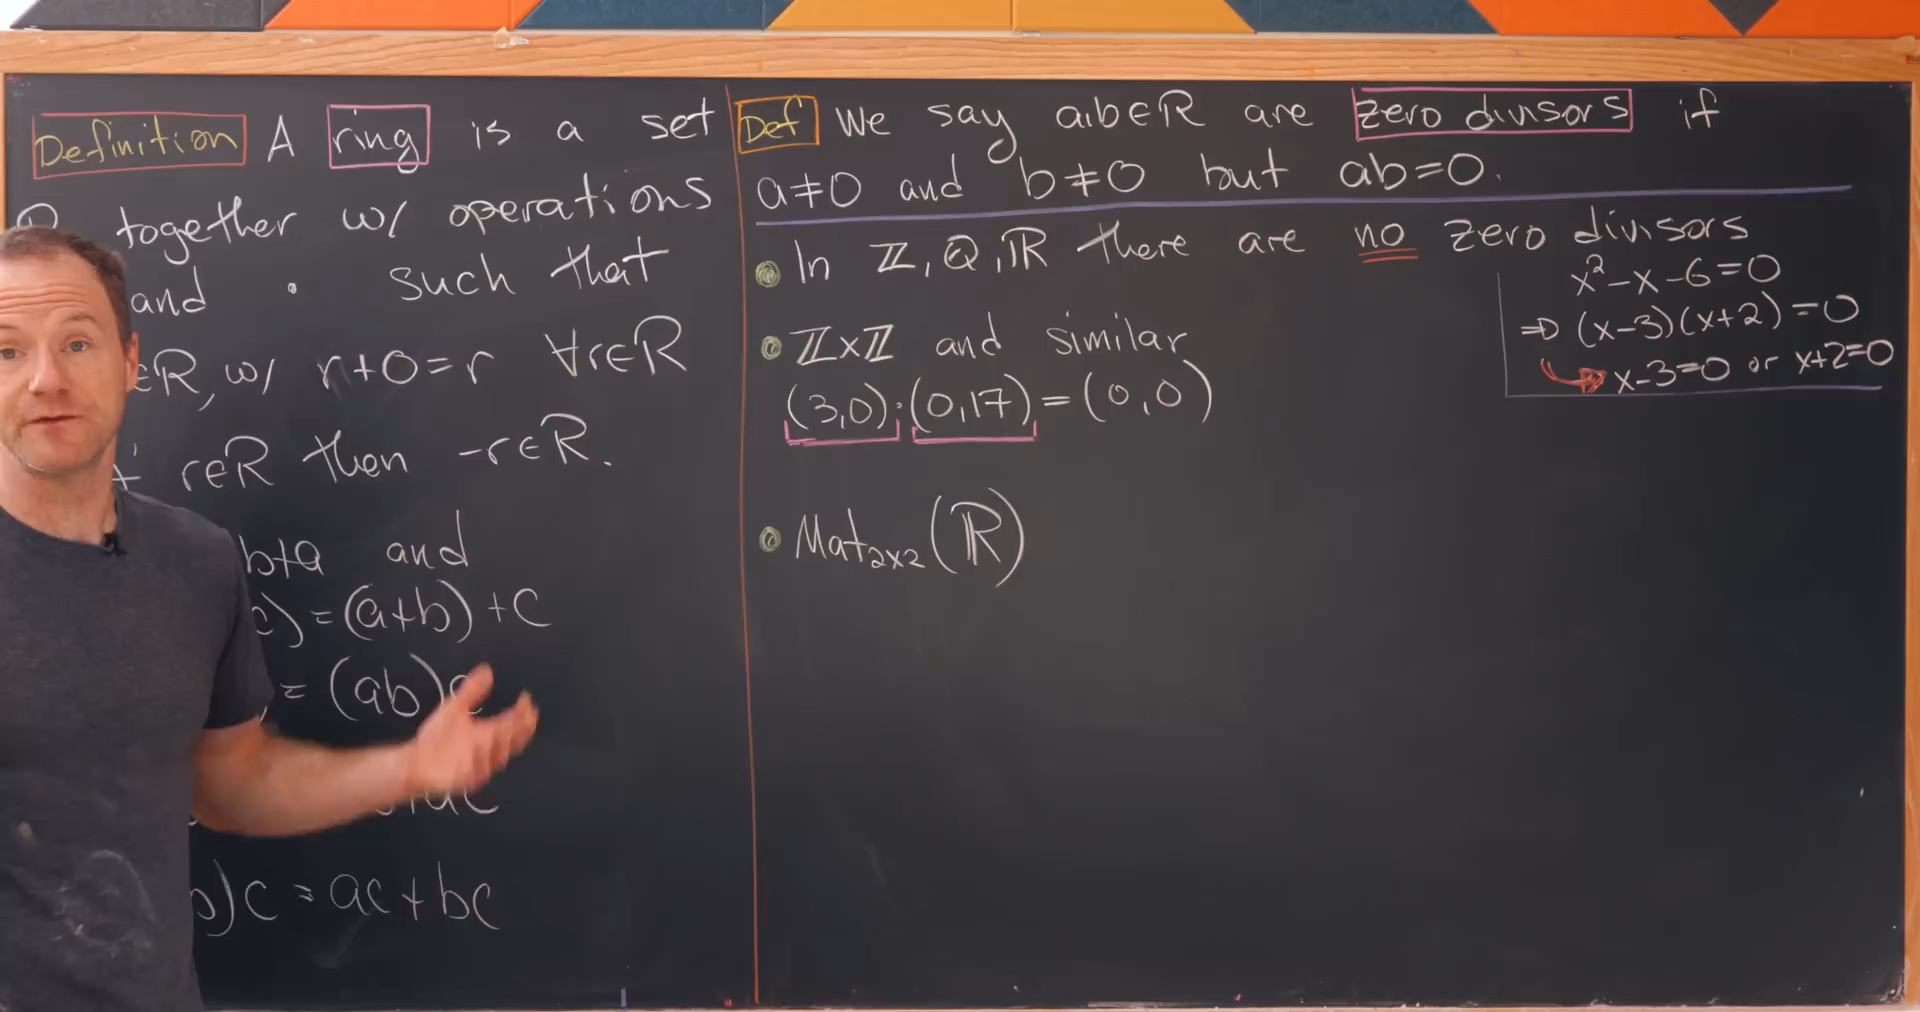 Definition A ring is a set
together w/ operations
and · such that
∈R, w/ r+0=r ∀r∈R
r∈R then -r∈R.
b+a and
c)=(a+b)+c
=(ab)
+ac
b)c=ac+bc
Def We say a,b∈R are zero divisors if
a≠0 and b≠0 but ab=0.
• In ℤ, ℚ, ℝ there are no zero divisors
x²-x-6=0
⇒ (x-3)(x+2)=0
↪ x-3=0 or x+2=0
• ℤxℤ and similar
(3,0)·(0,17)=(0,0)
• Mat₂ₓ₂(ℝ)